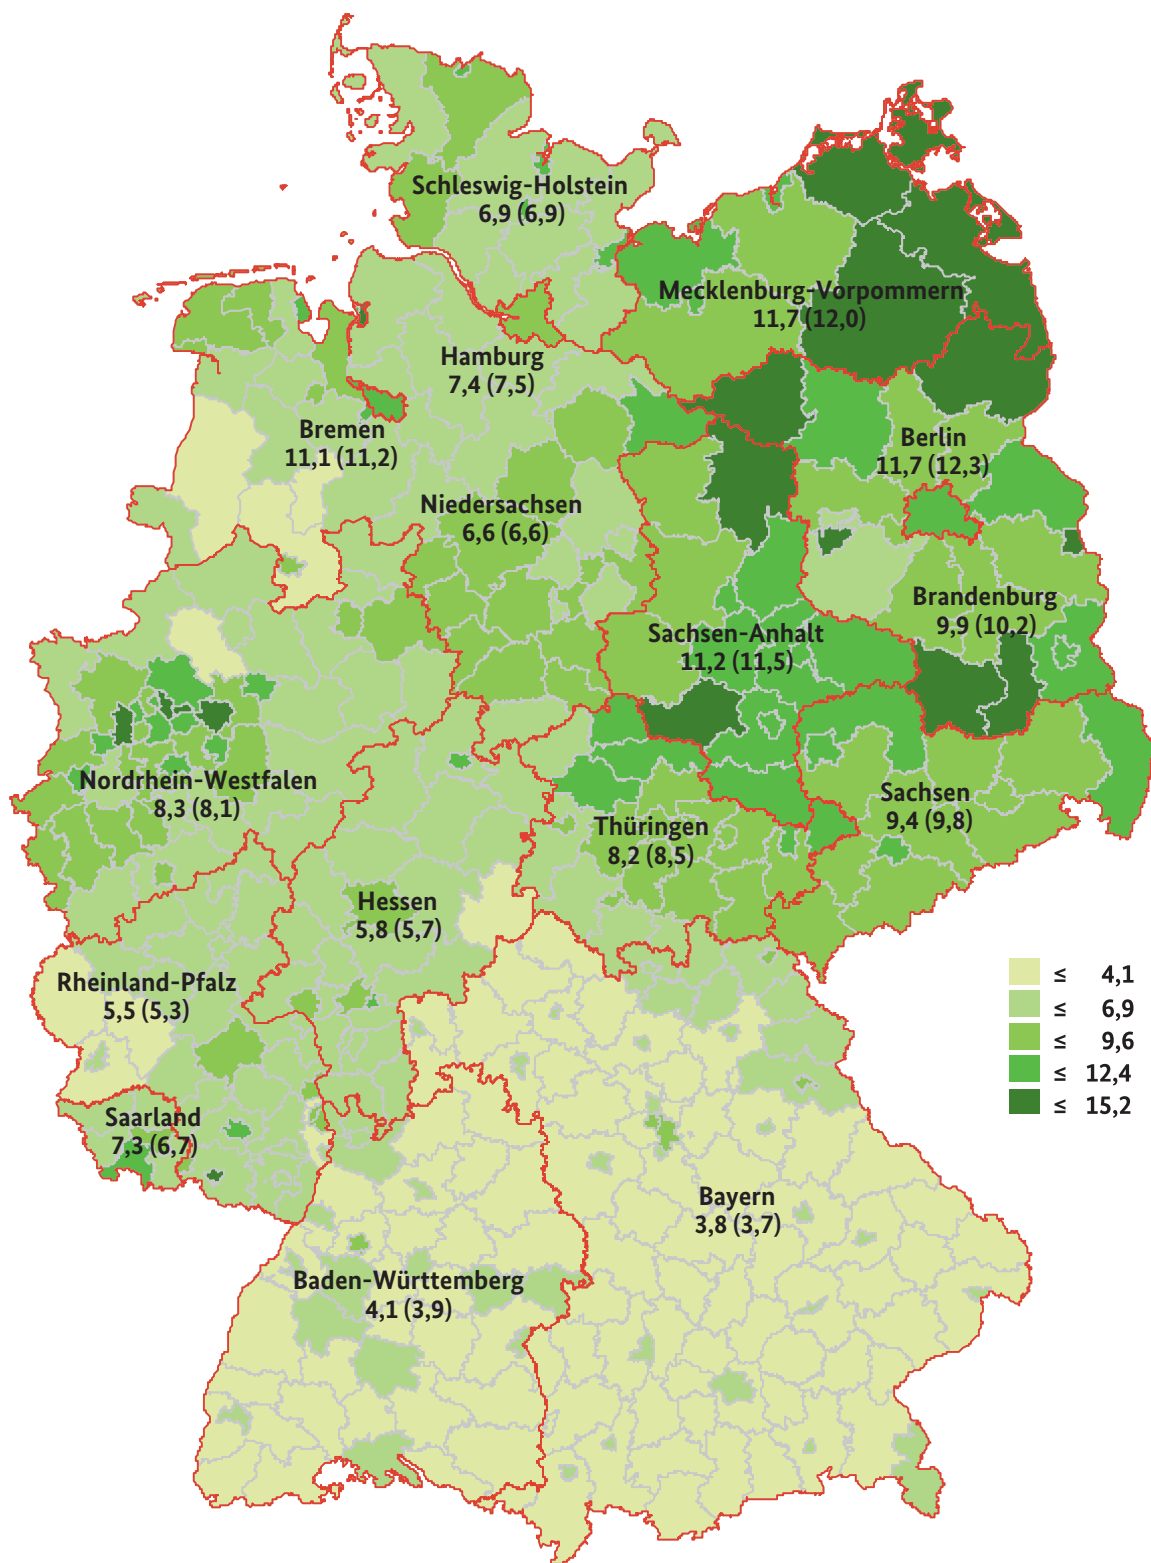 Schleswig-Holstein
6,9 (6,9)
Mecklenburg-Vorpommern
11,7 (12,0)
Hamburg
7,4 (7,5)
Bremen
11,1 (11,2)
Berlin
11,7 (12,3)
Niedersachsen
6,6 (6,6)
Brandenburg
9,9 (10,2)
Sachsen-Anhalt
11,2 (11,5)
Nordrhein-Westfalen
8,3 (8,1)
Sachsen
9,4 (9,8)
Thüringen
8,2 (8,5)
Hessen
5,8 (5,7)
Rheinland-Pfalz
5,5 (5,3)
≤ 4,1
≤ 6,9
≤ 9,6
≤ 12,4
≤ 15,2
Saarland
7,3 (6,7)
Bayern
3,8 (3,7)
Baden-Württemberg
4,1 (3,9)